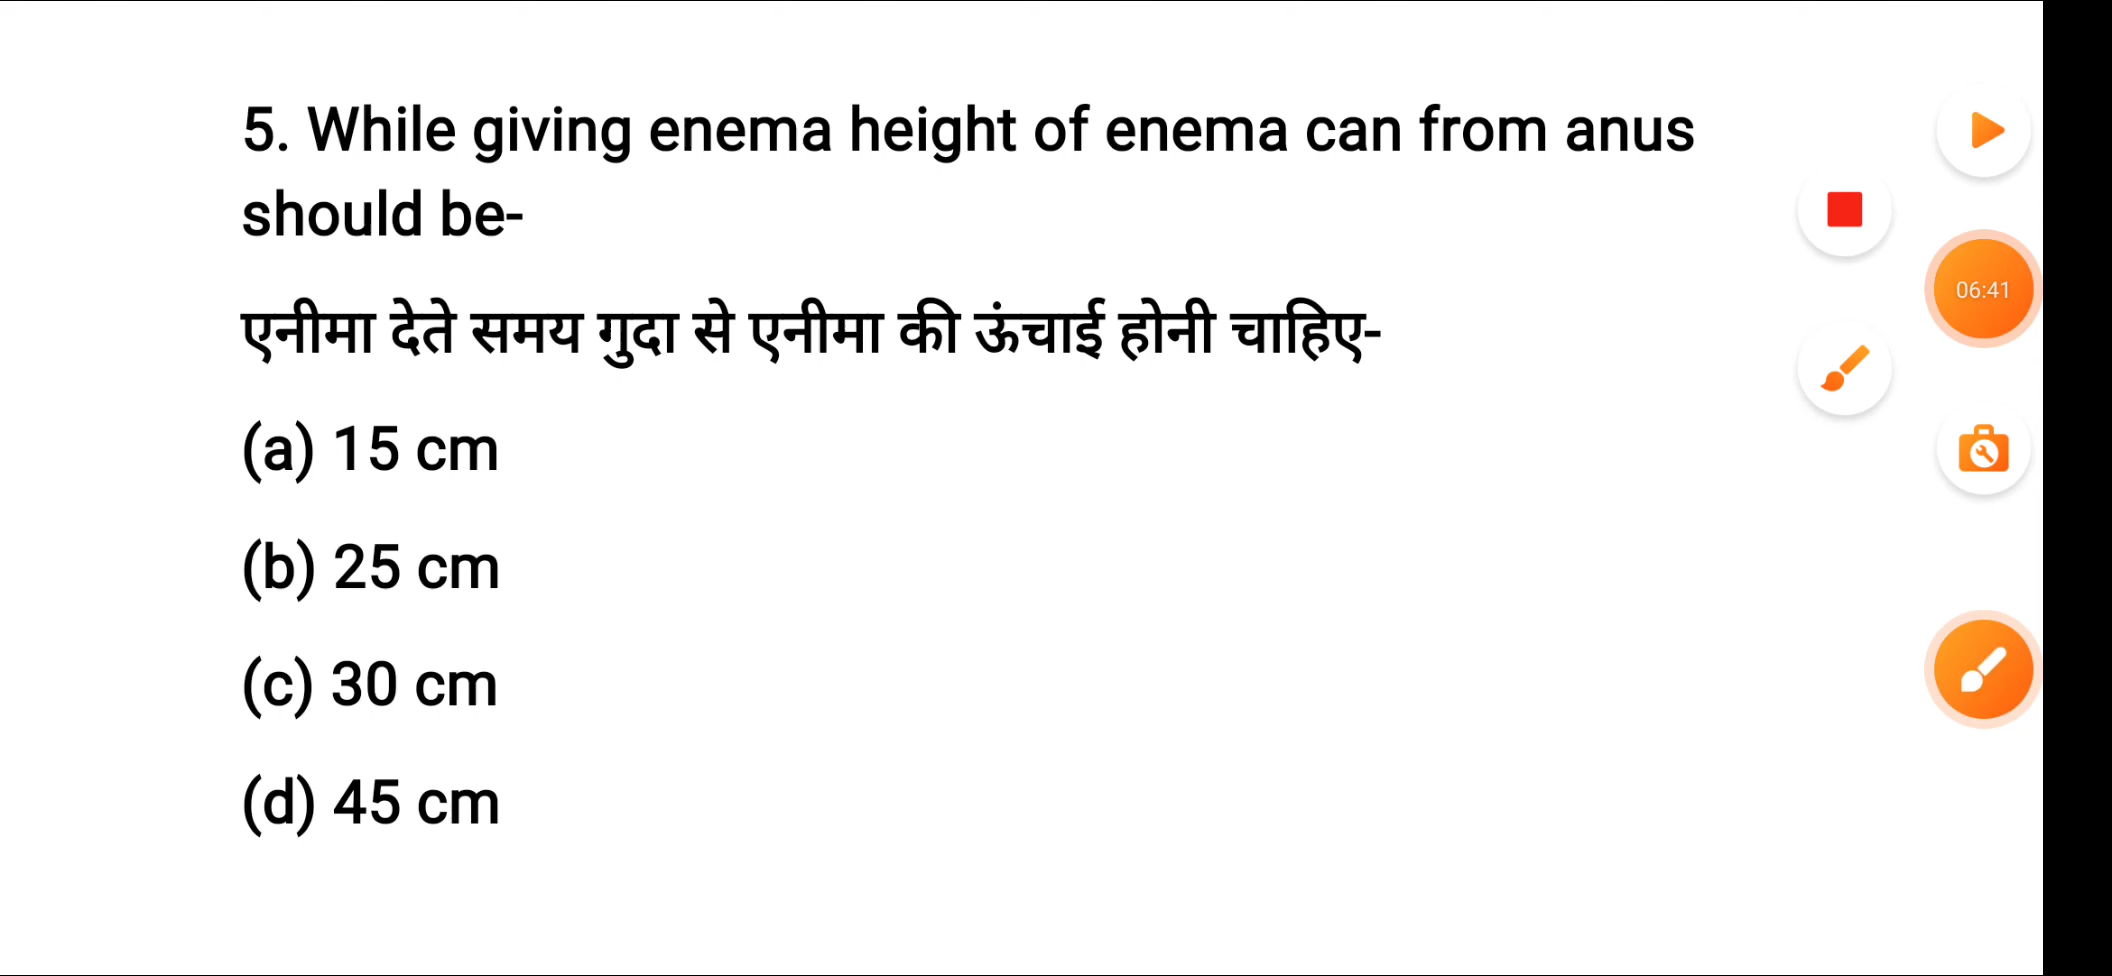 5. While giving enema height of enema can from anus
should be-
एनीमा देते समय गुदा से एनीमा की ऊंचाई होनी चाहिए-
(a) 15 cm
(b) 25 cm
(c) 30 cm
(d) 45 cm
06:41